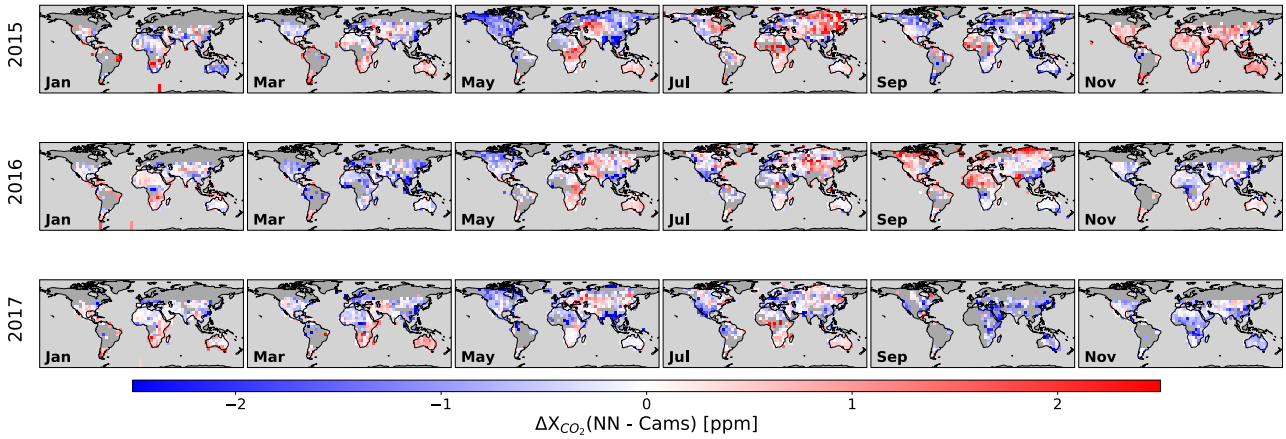 2015
Jan Mar May Jul Sep Nov
2016
Jan Mar May Jul Sep Nov
2017
Jan Mar May Jul Sep Nov
−2 −1 0 1 2
ΔX_{CO_2}(NN - Cams) [ppm]